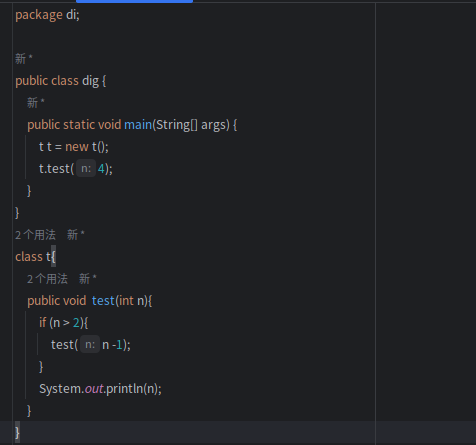 package di;
新 *
public class dig {
新 *
public static void main(String[] args) {
t t = new t();
t.test( n: 4);
}
}
2 个用法 新 *
class t{
2 个用法 新 *
public void  test(int n){
if (n > 2){
test( n: n -1);
}
System.out.println(n);
}
}